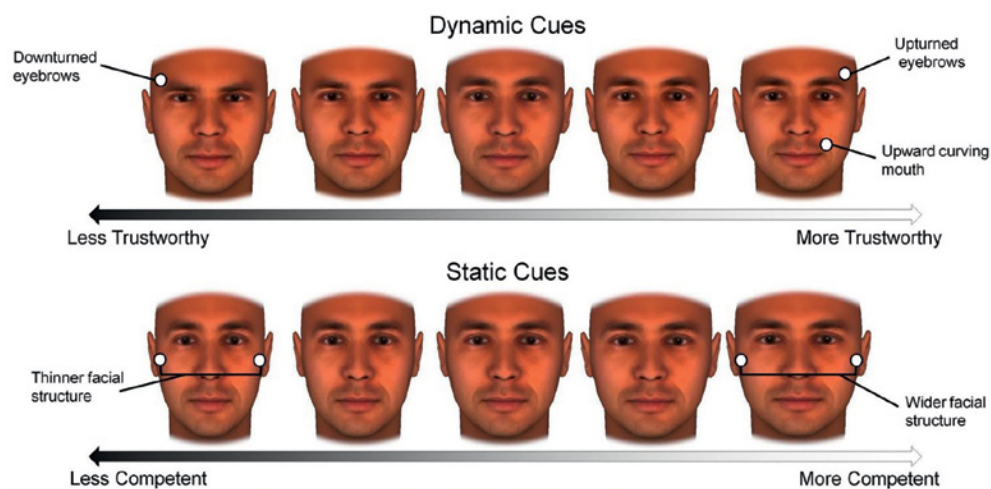 Dynamic Cues
Downturned
eyebrows
Upturned
eyebrows
Upward curving
mouth
Less Trustworthy
More Trustworthy
Static Cues
Thinner facial
structure
Wider facial
structure
Less Competent
More Competent